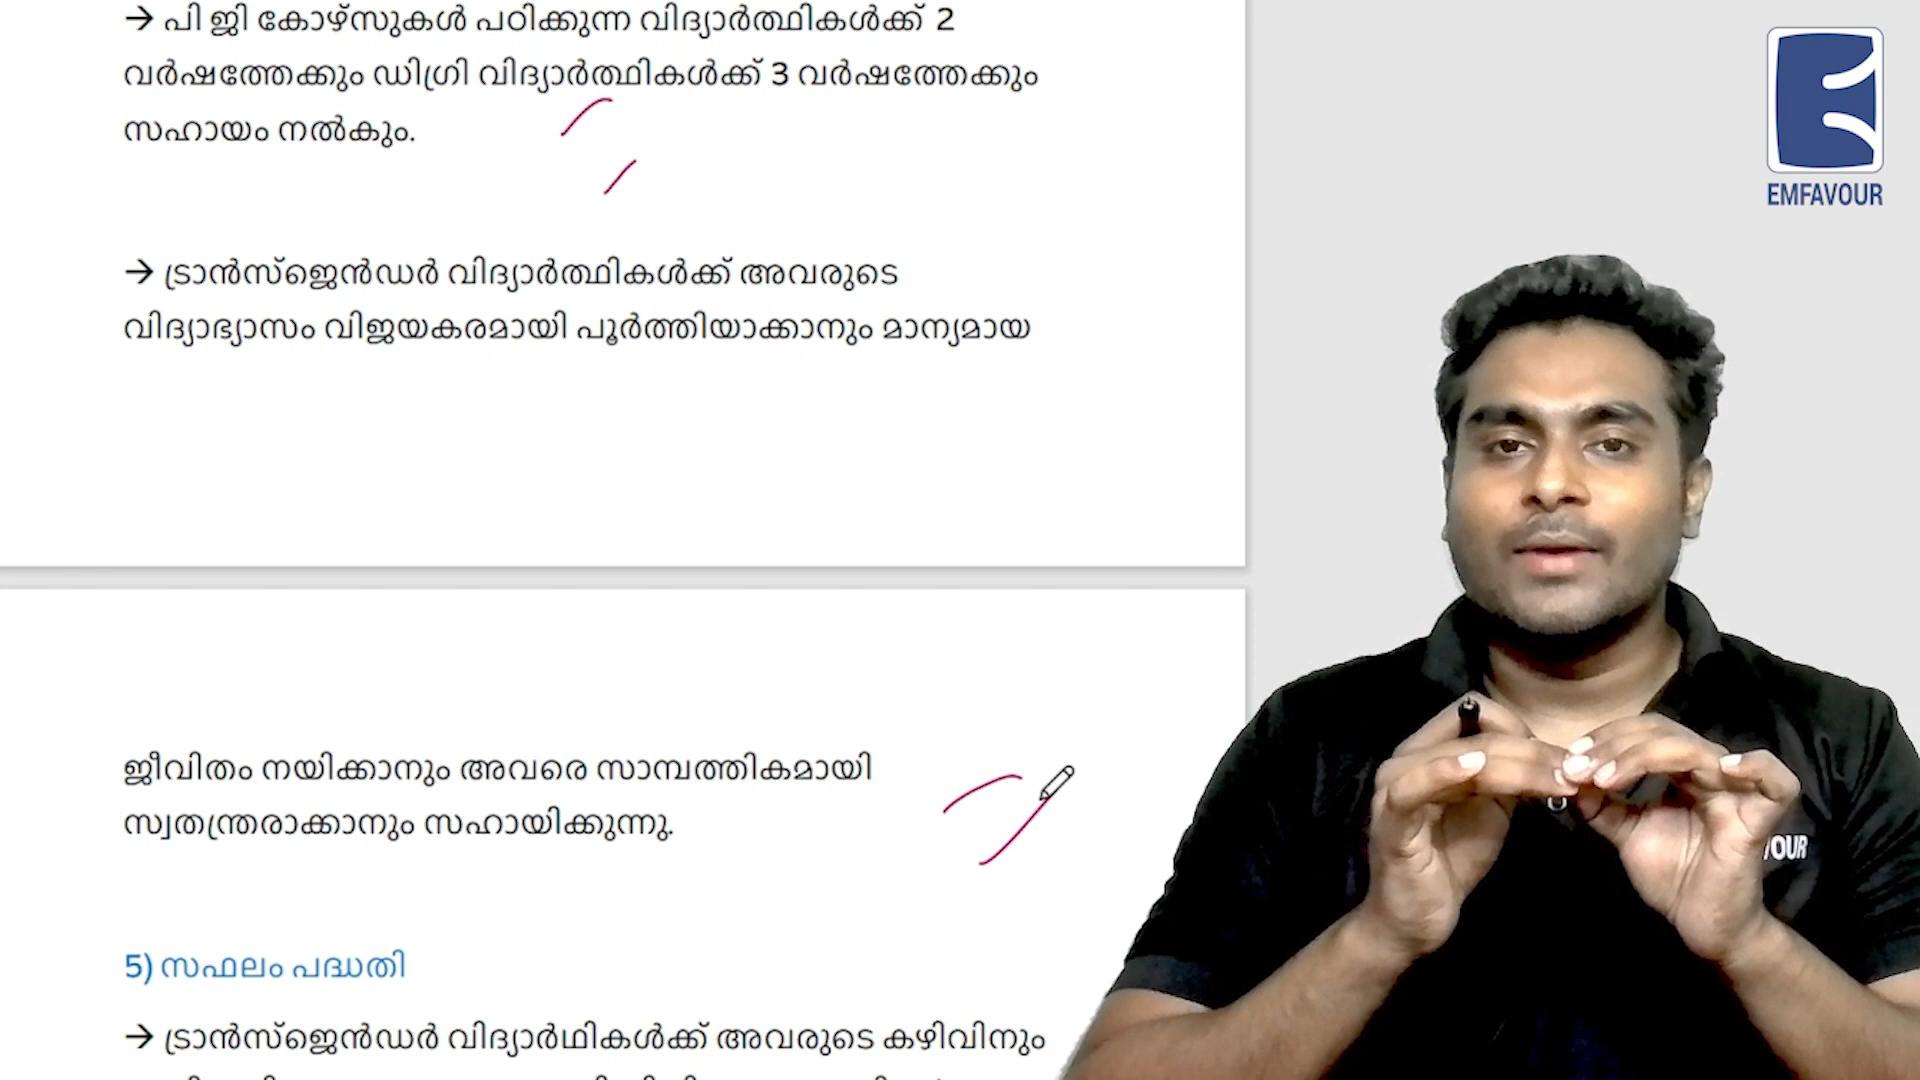 → പി ജി കോഴ്സുകൾ പഠിക്കുന്ന വിദ്യാർത്ഥികൾക്ക് 2
വർഷത്തേക്കും ഡിഗ്രി വിദ്യാർത്ഥികൾക്ക് 3 വർഷത്തേക്കും
സഹായം നൽകും.
→ ട്രാൻസ്ജെൻഡർ വിദ്യാർത്ഥികൾക്ക് അവരുടെ
വിദ്യാഭ്യാസം വിജയകരമായി പൂർത്തിയാക്കാനും മാന്യമായ
ജീവിതം നയിക്കാനും അവരെ സാമ്പത്തികമായി
സ്വതന്ത്രരാക്കാനും സഹായിക്കുന്നു.
5) സഫലം പദ്ധതി
→ ട്രാൻസ്ജെൻഡർ വിദ്യാർഥികൾക്ക് അവരുടെ കഴിവിനും
EMFAVOUR
VOUR